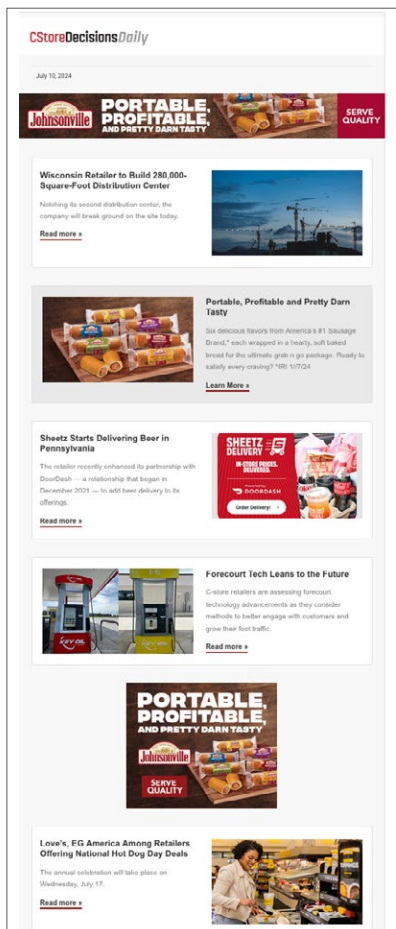 CStoreDecisions Daily
July 10, 2024
Johnsonville
PORTABLE,
PROFITABLE,
AND PRETTY DARN TASTY
SERVE
QUALITY
Wisconsin Retailer to Build 280,000-
Square-Foot Distribution Center
Notching its second distribution center, the
company will break ground on the site today.
Read more »
Portable, Profitable and Pretty Darn
Tasty
Six delicious flavors from America's #1 Sausage
Brand,* each wrapped in a hearty, soft baked
bread for the ultimate grab n go package. Ready to
satisfy every craving? *IRI 1/7/24
Learn More »
Sheetz Starts Delivering Beer in
Pennsylvania
The retailer recently enhanced its partnership with
DoorDash — a relationship that began in
December 2021 — to add beer delivery to its
offerings.
Read more »
SHEETZ
DELIVERY
IN-STORE PRICES.
DELIVERED.
DOORDASH
Order Delivery!
Forecourt Tech Leans to the Future
C-store retailers are assessing forecourt
technology advancements as they consider
methods to better engage with customers and
grow their foot traffic.
Read more »
KEY OIL
PORTABLE,
PROFITABLE,
AND PRETTY DARN TASTY
Johnsonville
SERVE
QUALITY
Love's, EG America Among Retailers
Offering National Hot Dog Day Deals
The annual celebration will take place on
Wednesday, July 17.
Read more »